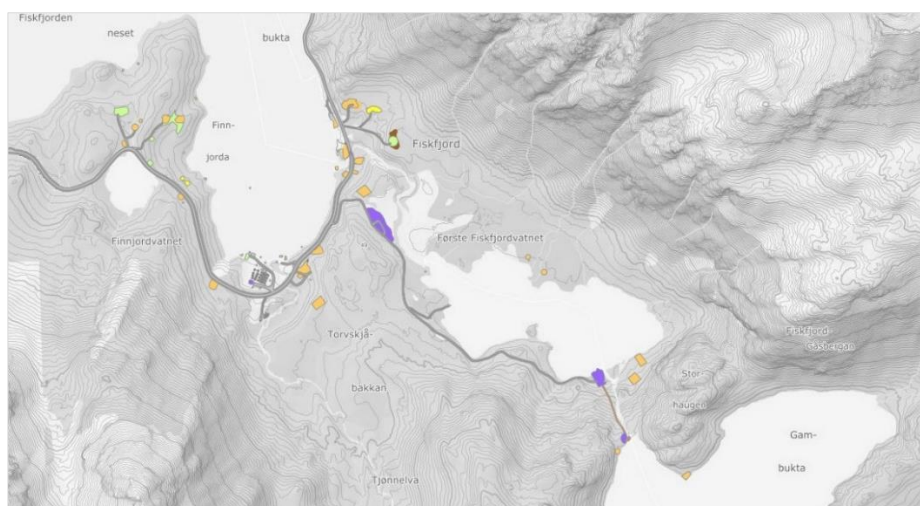 Fiskfjorden
neset
bukta
Finn-
jorda
Fiskfjord
Finnjordvatnet
Første Fiskfjordvatnet
Torvskjå-
bakkan
Fiskfjord-
Gåsbergan
Stor-
haugen
Gam-
bukta
Tjønnelva